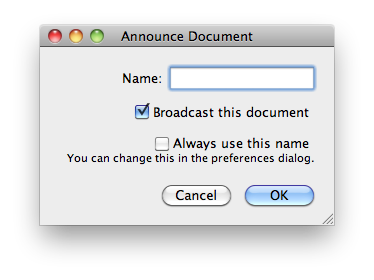 Announce Document
Name:
Broadcast this document
Always use this name
You can change this in the preferences dialog.
Cancel OK